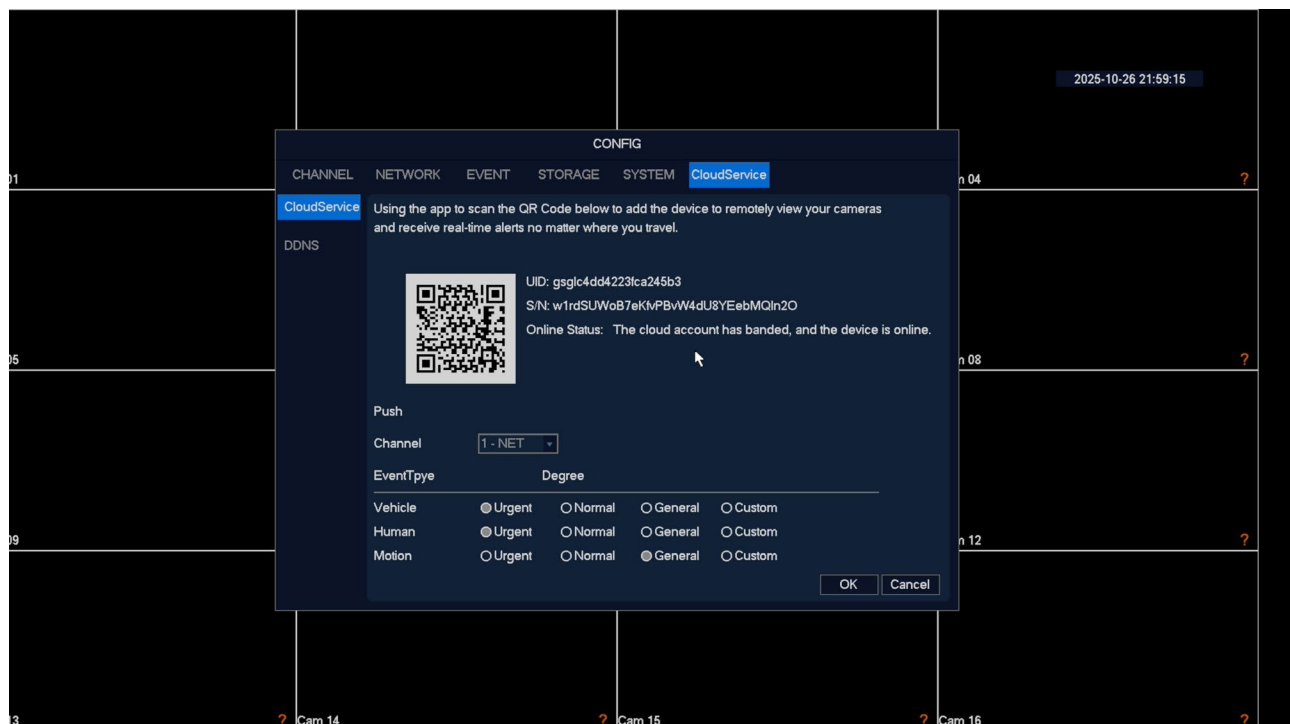 2025-10-26 21:59:15
CONFIG
CHANNEL NETWORK EVENT STORAGE SYSTEM CloudService
CloudService
DDNS
Using the app to scan the QR Code below to add the device to remotely view your cameras
and receive real-time alerts no matter where you travel.
UID: gsglc4dd4223fca245b3
S/N: w1rdSUWoB7eKfvPBvW4dU8YEebMQln2O
Online Status: The cloud account has banded, and the device is online.
Push
Channel 1 - NET
EventTpye Degree
Vehicle Urgent Normal General Custom
Human Urgent Normal General Custom
Motion Urgent Normal General Custom
OK Cancel
01 04 ?
05 08 ?
09 12 ?
13 ? Cam 14 ? Cam 15 ? Cam 16 ?